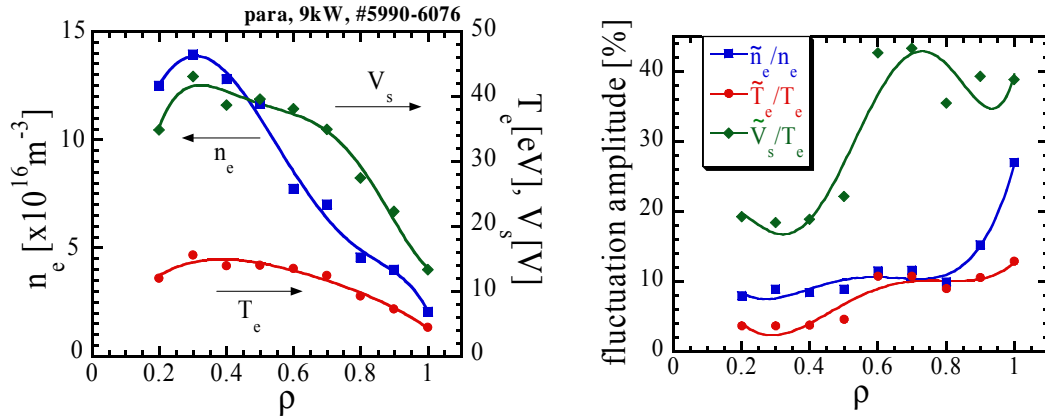 para, 9kW, #5990-6076
n_e [x10^16 m^-3]
15
10
5
0
V_s
n_e
T_e
50
40
30
20
10
0
T_e [eV], V_s [V]
0 0.2 0.4 0.6 0.8 1
ρ
fluctuation amplitude [%]
40
30
20
10
0
ñ_e/n_e
T̃_e/T_e
Ṽ_s/T_e
0 0.2 0.4 0.6 0.8 1
ρ